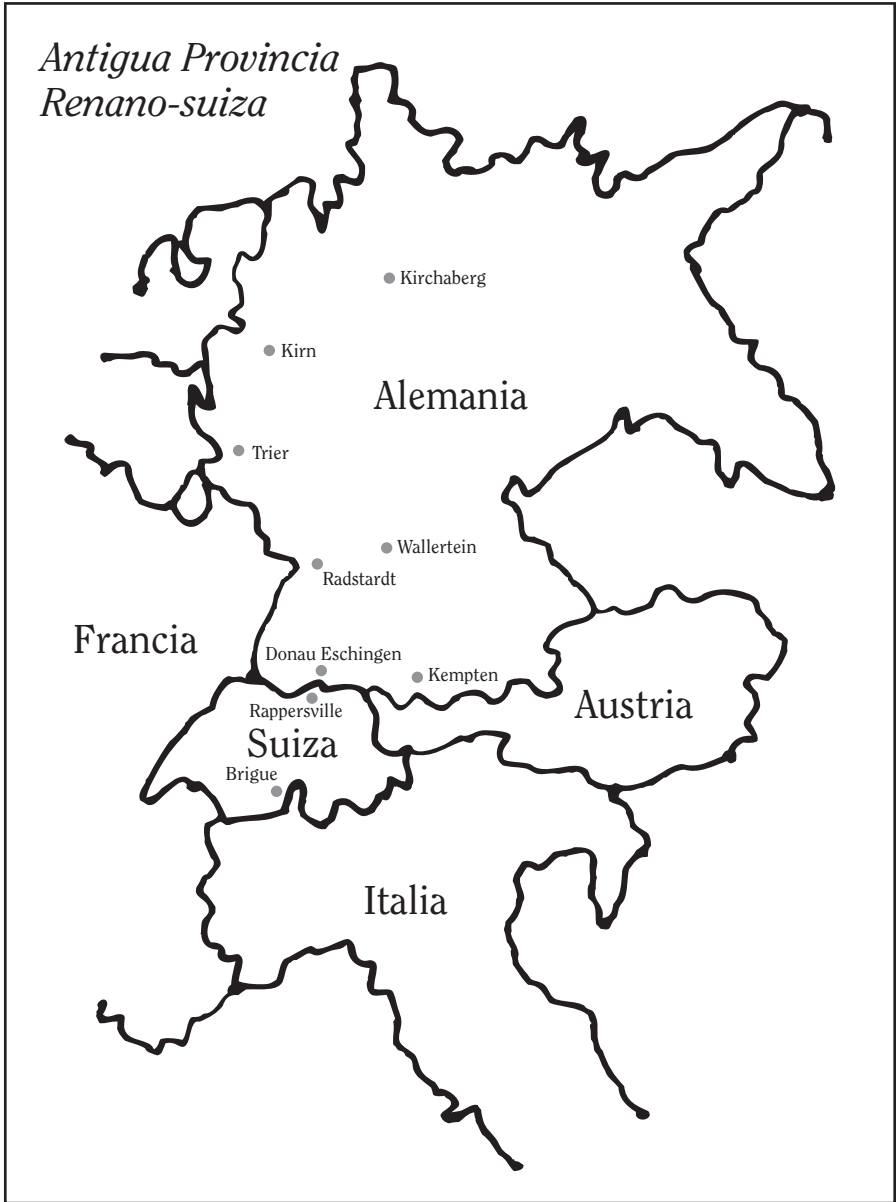 Antigua Provincia
Renano-suiza
Kirchaberg
Kirn
Alemania
Trier
Wallertein
Radstardt
Francia
Donau Eschingen
Kempten
Rappersville
Austria
Suiza
Brigue
Italia